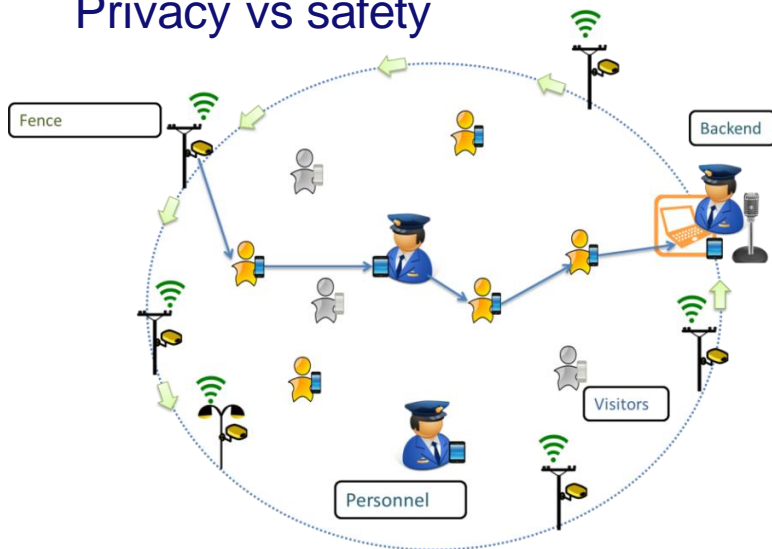 Privacy vs safety
Fence
Backend
Visitors
Personnel